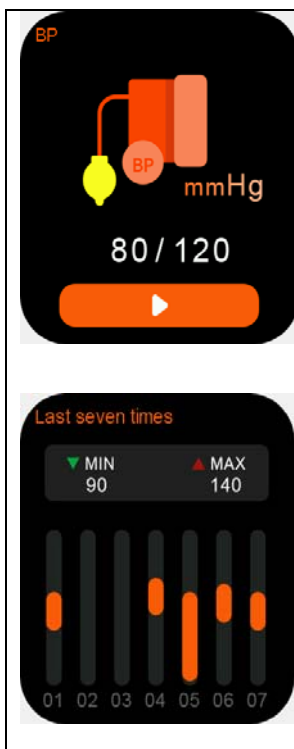 BP
BP
mmHg
80/120
Last seven times
MIN MAX
90 140
01 02 03 04 05 06 07